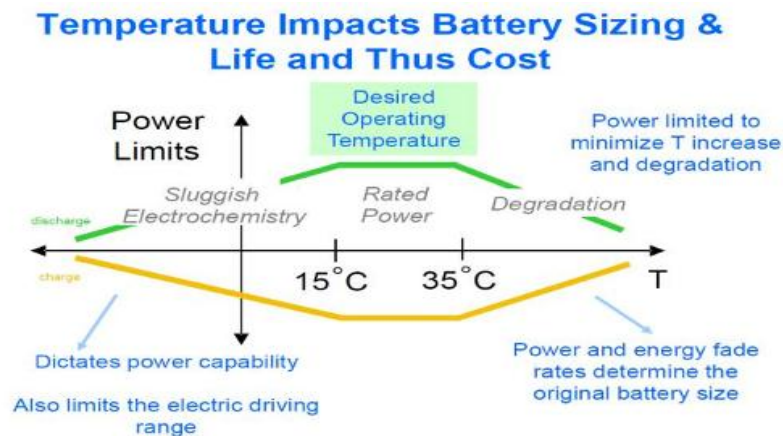 Temperature Impacts Battery Sizing &
Life and Thus Cost
Desired
Operating
Temperature
Power
Limits
Power limited to
minimize T increase
and degradation
Sluggish
Electrochemistry
Rated
Power
Degradation
discharge
charge
15°C
35°C
T
Dictates power capability
Also limits the electric driving
range
Power and energy fade
rates determine the
original battery size